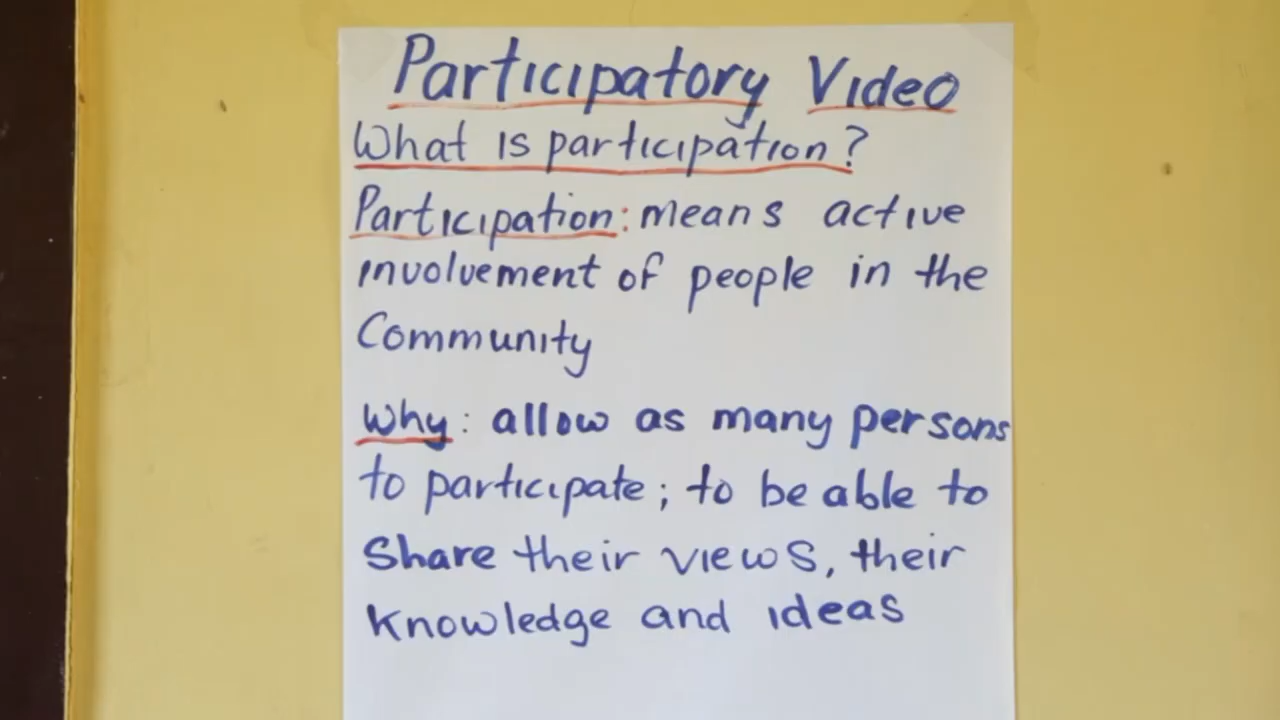 Participatory Video
What is participation?
Participation: means active
involvement of people in the
Community
Why: allow as many persons
to participate; to be able to
Share their views, their
knowledge and ideas